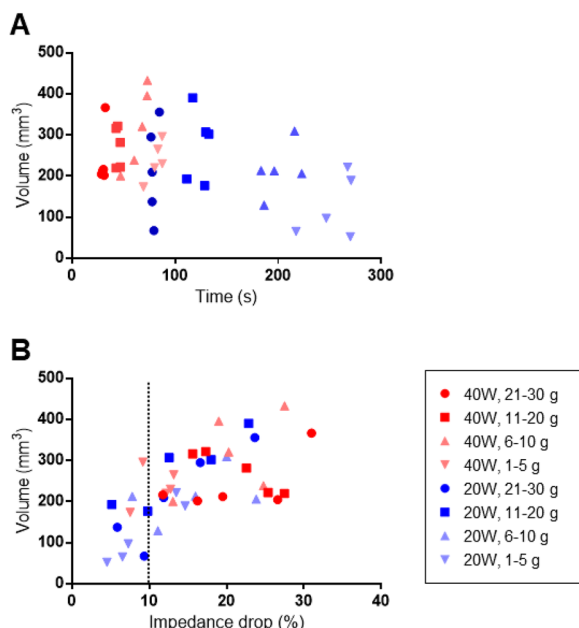 A
500
400
300
200
100
0
Volume (mm³)
0 100 200 300
Time (s)
B
500
400
300
200
100
0
Volume (mm³)
0 10 20 30 40
Impedance drop (%)
40W, 21-30 g
40W, 11-20 g
40W, 6-10 g
40W, 1-5 g
20W, 21-30 g
20W, 11-20 g
20W, 6-10 g
20W, 1-5 g